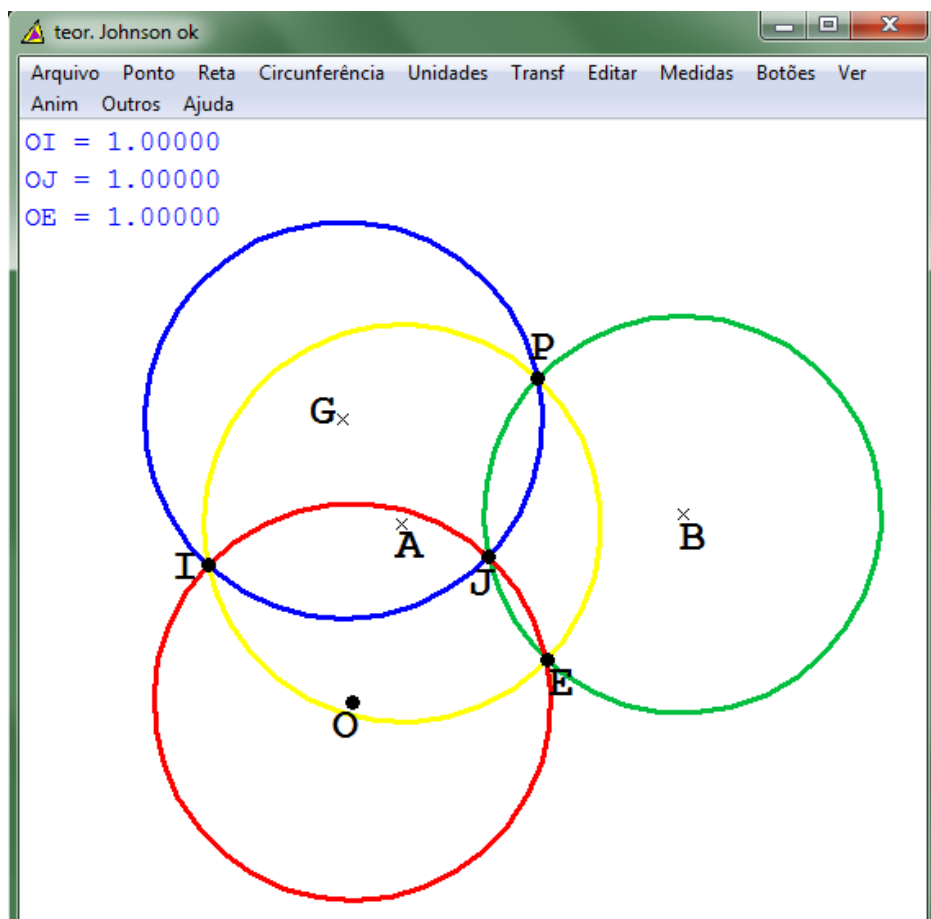 teor. Johnson ok
Arquivo Ponto Reta Circunferência Unidades Transf Editar Medidas Botões Ver
Anim Outros Ajuda
OI = 1.00000
OJ = 1.00000
OE = 1.00000
P
G
A
B
I
J
E
O